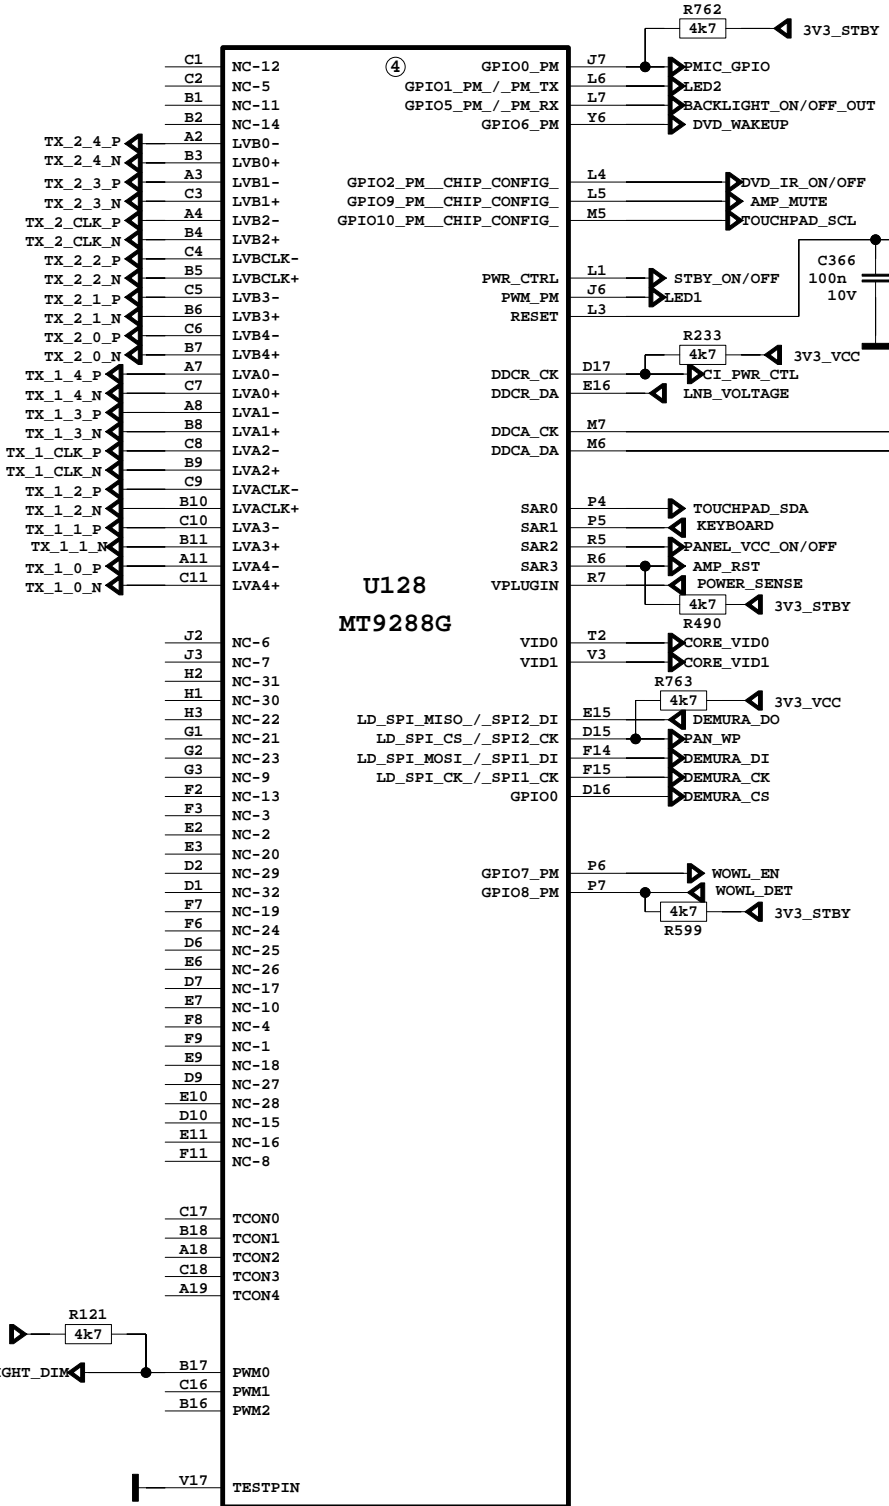 R762
4k7 3V3_STBY
C1 NC-12 ④ GPIO0_PM J7 PMIC_GPIO
C2 NC-5 GPIO1_PM_/_PM_TX L6 LED2
B1 NC-11 GPIO5_PM_/_PM_RX L7 BACKLIGHT_ON/OFF_OUT
B2 NC-14 GPIO6_PM Y6 DVD_WAKEUP
TX_2_4_P A2 LVB0-
TX_2_4_N B3 LVB0+
TX_2_3_P A3 LVB1- GPIO2_PM__CHIP_CONFIG_ L4 DVD_IR_ON/OFF
TX_2_3_N C3 LVB1+ GPIO9_PM__CHIP_CONFIG_ L5 AMP_MUTE
TX_2_CLK_P A4 LVB2- GPIO10_PM__CHIP_CONFIG_ M5 TOUCHPAD_SCL
TX_2_CLK_N B4 LVB2+
TX_2_2_P C4 LVBCLK- C366
TX_2_2_N B5 LVBCLK+ PWR_CTRL L1 STBY_ON/OFF 100n
TX_2_1_P C5 LVB3- PWM_PM J6 LED1 10V
TX_2_1_N B6 LVB3+ RESET L3
TX_2_0_P C6 LVB4- R233
TX_2_0_N B7 LVB4+ 4k7 3V3_VCC
TX_1_4_P A7 LVA0- DDCR_CK D17 CI_PWR_CTL
TX_1_4_N C7 LVA0+ DDCR_DA E16 LNB_VOLTAGE
TX_1_3_P A8 LVA1-
TX_1_3_N B8 LVA1+ DDCA_CK M7
TX_1_CLK_P C8 LVA2- DDCA_DA M6
TX_1_CLK_N B9 LVA2+
TX_1_2_P C9 LVACLK-
TX_1_2_N B10 LVACLK+ SAR0 P4 TOUCHPAD_SDA
TX_1_1_P C10 LVA3- SAR1 P5 KEYBOARD
TX_1_1_N B11 LVA3+ SAR2 R5 PANEL_VCC_ON/OFF
TX_1_0_P A11 LVA4- SAR3 R6 AMP_RST
TX_1_0_N C11 LVA4+ U128 VPLUGIN R7 POWER_SENSE
4k7 3V3_STBY
MT9288G R490
J2 NC-6 VID0 T2 CORE_VID0
J3 NC-7 VID1 V3 CORE_VID1
H2 NC-31 R763
H1 NC-30 4k7 3V3_VCC
H3 NC-22 LD_SPI_MISO_/_SPI2_DI E15 DEMURA_DO
G1 NC-21 LD_SPI_CS_/_SPI2_CK D15 PAN_WP
G2 NC-23 LD_SPI_MOSI_/_SPI1_DI F14 DEMURA_DI
G3 NC-9 LD_SPI_CK_/_SPI1_CK F15 DEMURA_CK
F2 NC-13 GPIO0 D16 DEMURA_CS
F3 NC-3
E2 NC-2
E3 NC-20
D2 NC-29 GPIO7_PM P6 WOWL_EN
D1 NC-32 GPIO8_PM P7 WOWL_DET
F7 NC-19 4k7 3V3_STBY
F6 NC-24 R599
D6 NC-25
E6 NC-26
D7 NC-17
E7 NC-10
F8 NC-4
F9 NC-1
E9 NC-18
D9 NC-27
E10 NC-28
D10 NC-15
E11 NC-16
F11 NC-8
C17 TCON0
B18 TCON1
A18 TCON2
C18 TCON3
A19 TCON4
R121
4k7
IGHT_DIM B17 PWM0
C16 PWM1
B16 PWM2
V17 TESTPIN